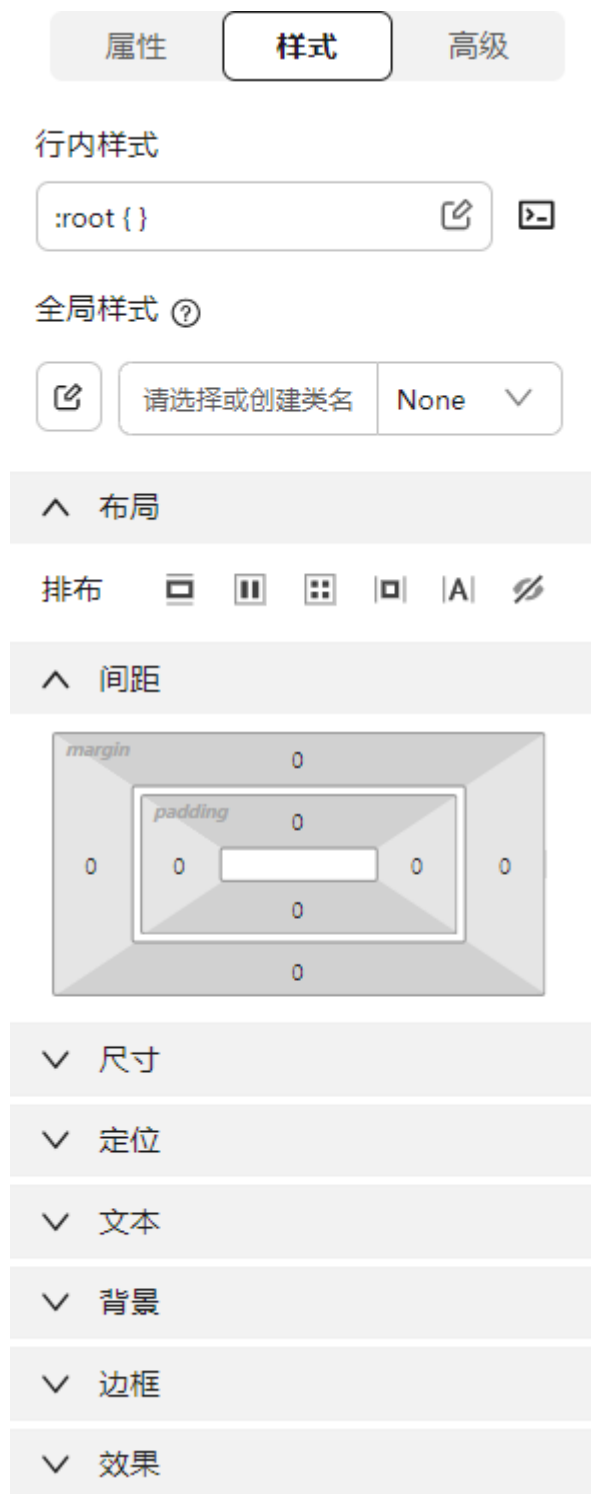 属性 样式 高级
行内样式
:root { }
全局样式
请选择或创建类名 None
布局
排布 A
间距
margin
0
padding
0
0 0 0 0
0
0
尺寸
定位
文本
背景
边框
效果